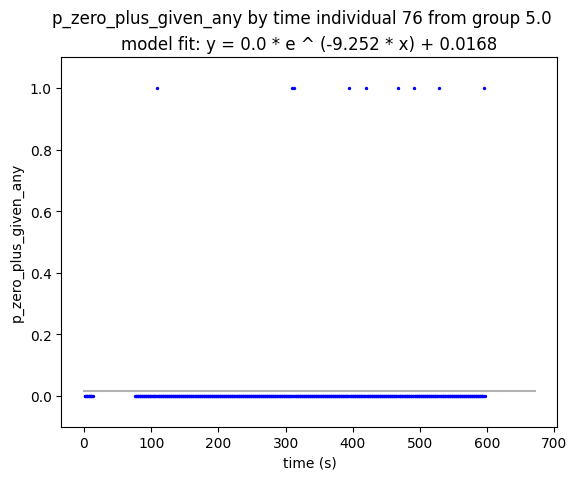 p_zero_plus_given_any by time individual 76 from group 5.0
model fit: y = 0.0 * e ^ (-9.252 * x) + 0.0168
1.0
0.8
0.6
0.4
0.2
0.0
p_zero_plus_given_any
0 100 200 300 400 500 600 700
time (s)